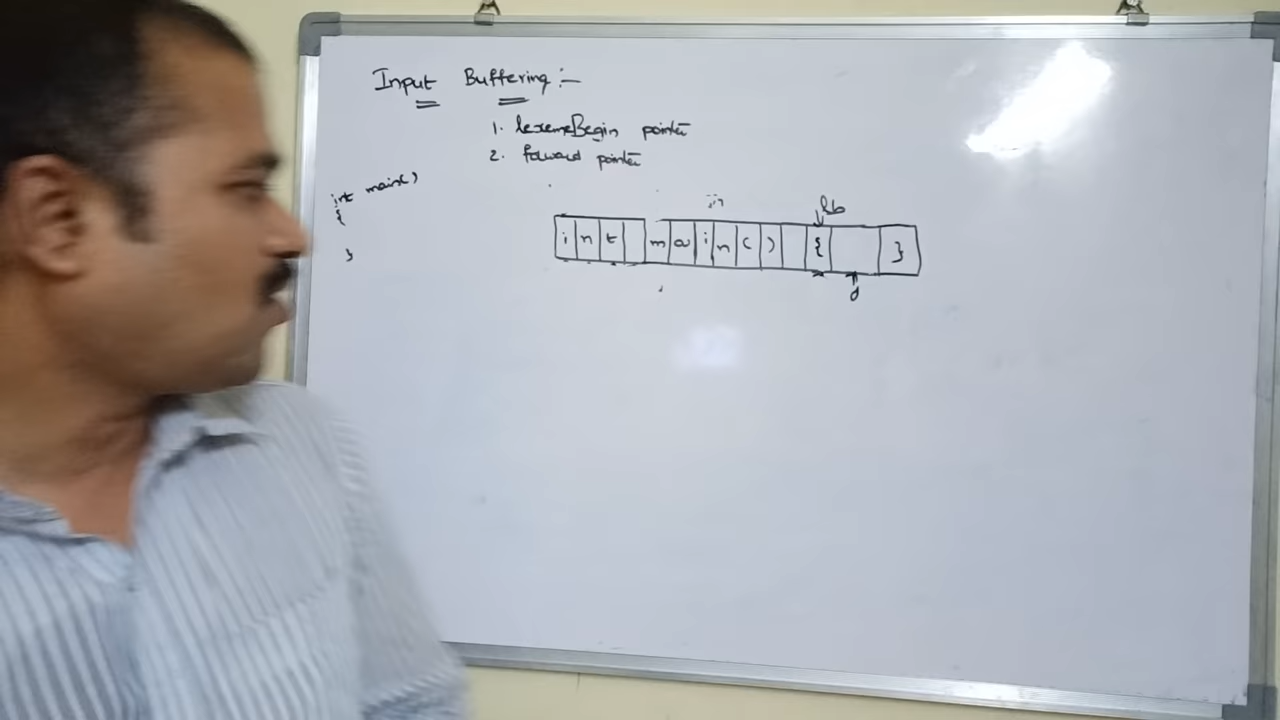 Input Buffering :-
1. lexemeBegin pointer
2. forward pointer
int main()
{
}
lb
i n t m a i n ( ) { }
f